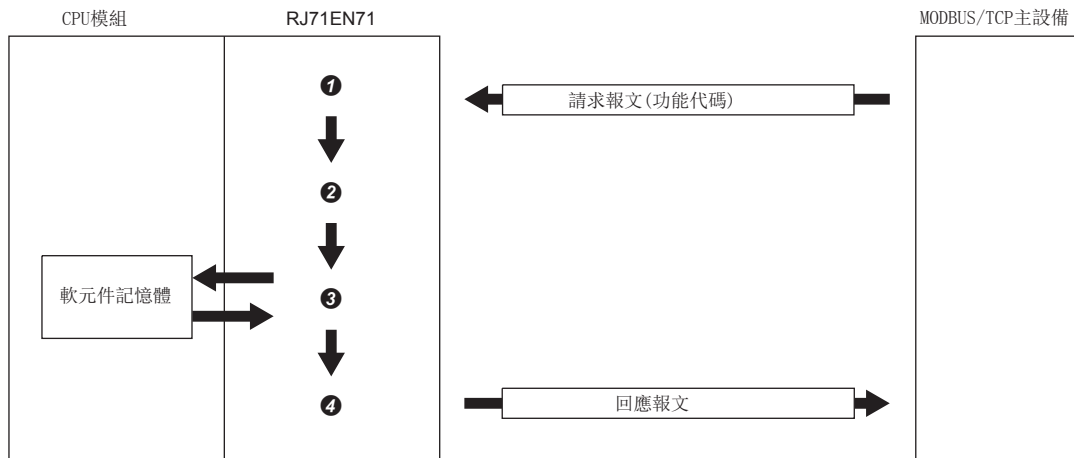 CPU模組
RJ71EN71
MODBUS/TCP主設備
❶
請求報文(功能代碼)
❷
軟元件記憶體
❸
❹
回應報文